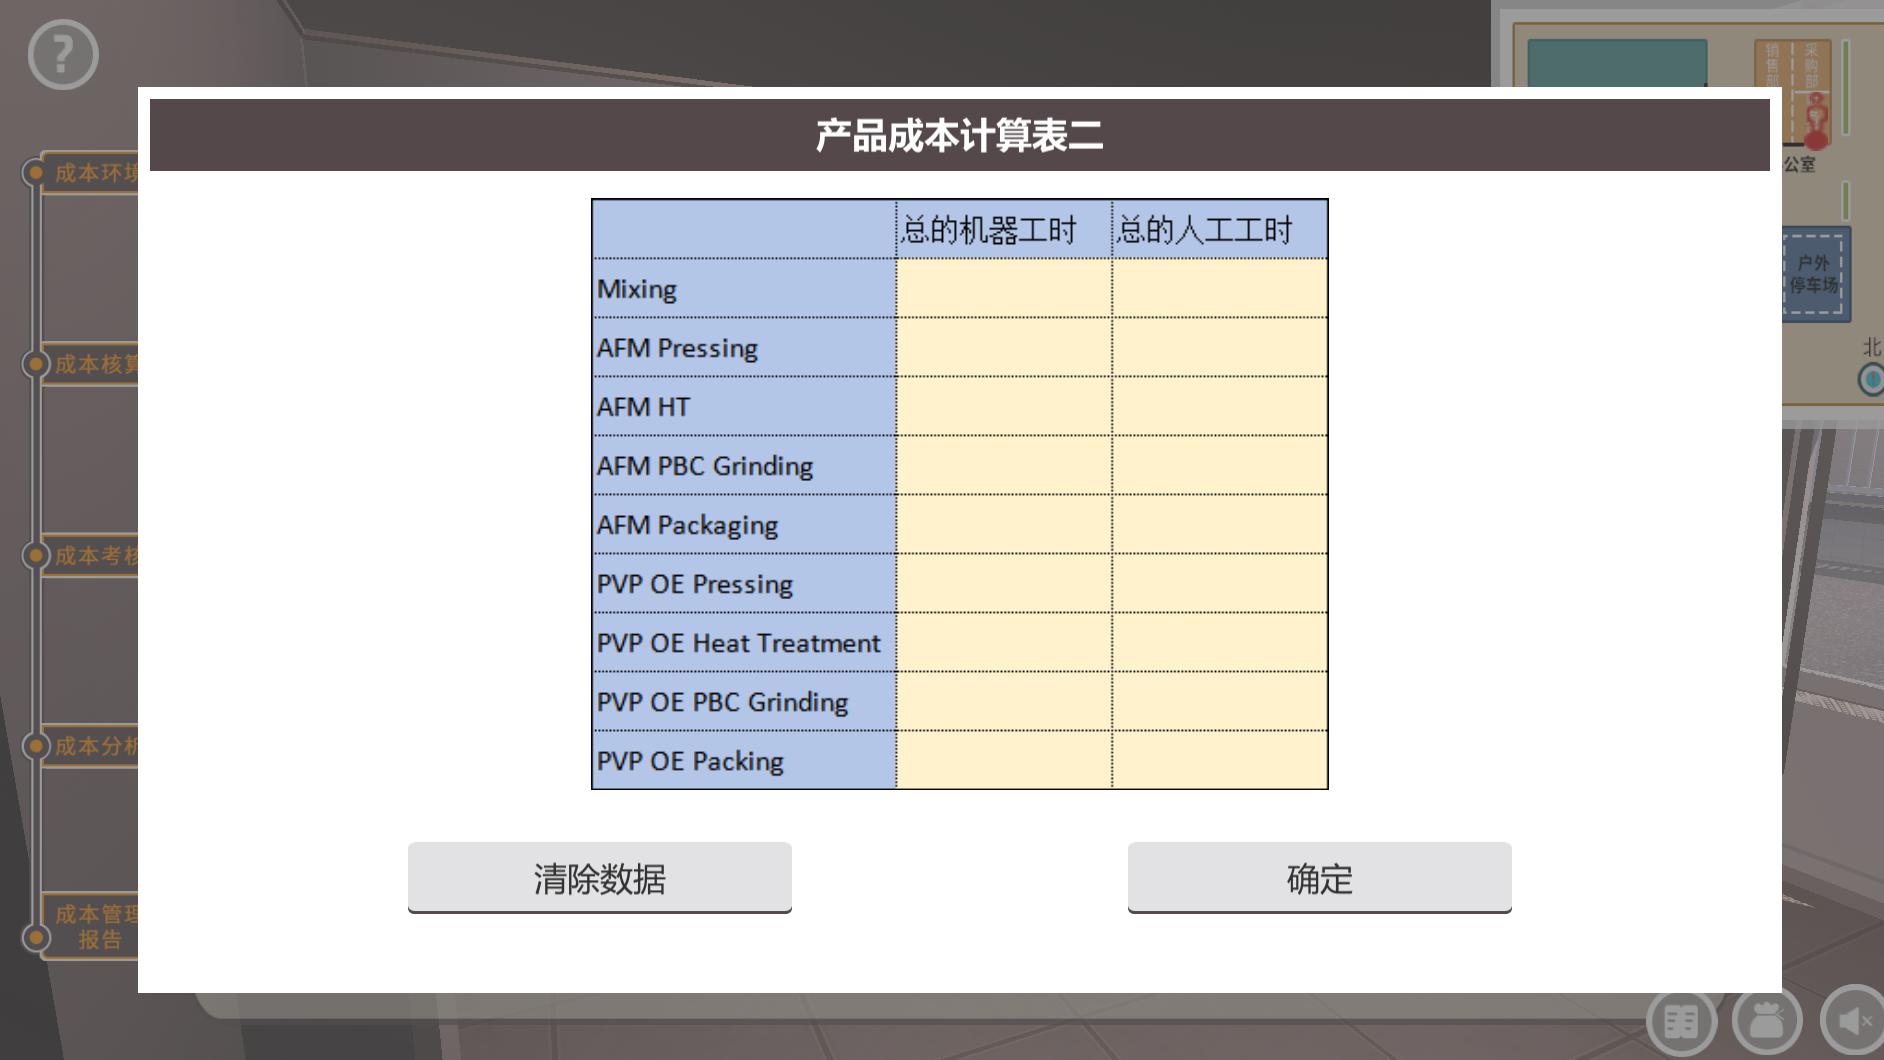 ?
产品成本计算表二
总的机器工时 总的人工工时
Mixing
AFM Pressing
AFM HT
AFM PBC Grinding
AFM Packaging
PVP OE Pressing
PVP OE Heat Treatment
PVP OE PBC Grinding
PVP OE Packing
清除数据
确定
成本环境
成本核算
成本考核
成本分析
成本管理
报告
销售部
采购部
公室
户外
停车场
北